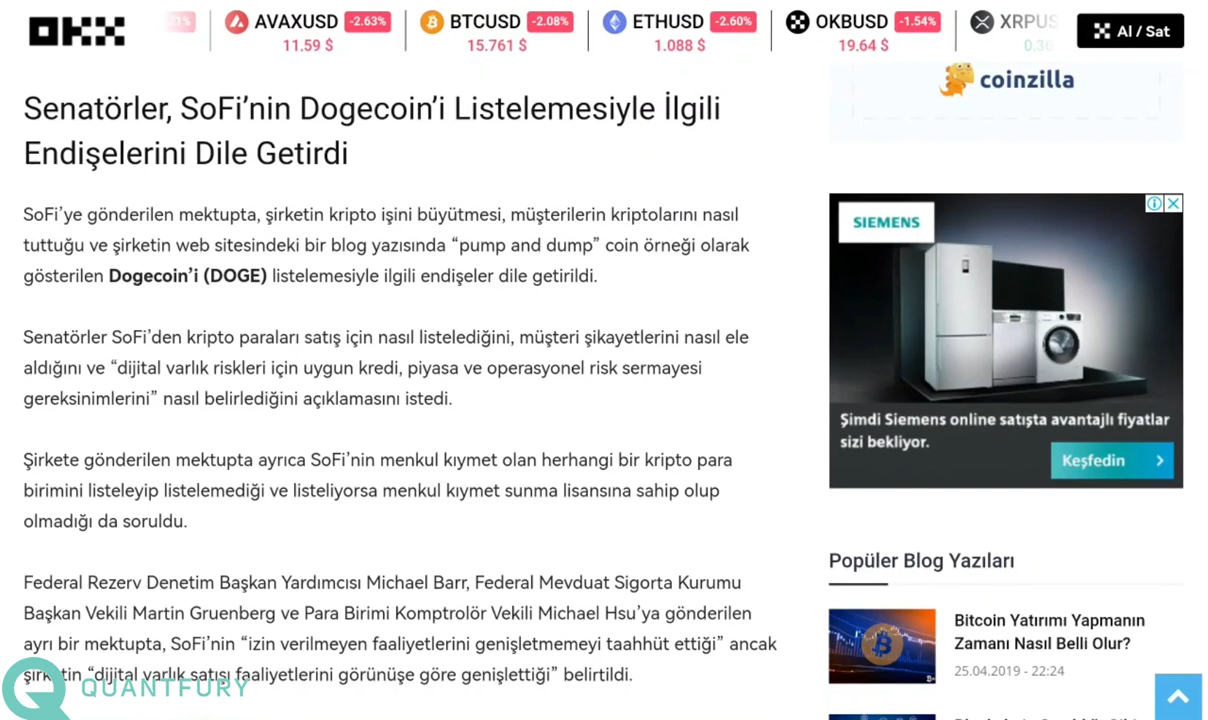 OKX
21%
AVAXUSD -2.63%
11.59 $
BTCUSD -2.08%
15.761 $
ETHUSD -2.60%
1.088 $
OKBUSD -1.54%
19.64 $
XRPUS
0.36
Al / Sat
coinzilla
Senatörler, SoFi’nin Dogecoin’i Listelemesiyle İlgili
Endişelerini Dile Getirdi
SoFi’ye gönderilen mektupta, şirketin kripto işini büyütmesi, müşterilerin kriptolarını nasıl
tuttuğu ve şirketin web sitesindeki bir blog yazısında “pump and dump” coin örneği olarak
gösterilen Dogecoin’i (DOGE) listelemesiyle ilgili endişeler dile getirildi.
Senatörler SoFi’den kripto paraları satış için nasıl listelediğini, müşteri şikayetlerini nasıl ele
aldığını ve “dijital varlık riskleri için uygun kredi, piyasa ve operasyonel risk sermayesi
gereksinimlerini” nasıl belirlediğini açıklamasını istedi.
Şirkete gönderilen mektupta ayrıca SoFi’nin menkul kıymet olan herhangi bir kripto para
birimini listeleyip listelemediği ve listeliyorsa menkul kıymet sunma lisansına sahip olup
olmadığı da soruldu.
Federal Rezerv Denetim Başkan Yardımcısı Michael Barr, Federal Mevduat Sigorta Kurumu
Başkan Vekili Martin Gruenberg ve Para Birimi Komptrolör Vekili Michael Hsu’ya gönderilen
ayrı bir mektupta, SoFi’nin “izin verilmeyen faaliyetlerini genişletmemeyi taahhüt ettiği” ancak
şirketin “dijital varlık satışı faaliyetlerini görünüşe göre genişlettiği” belirtildi.
QUANTFURY
SIEMENS
Şimdi Siemens online satışta avantajlı fiyatlar
sizi bekliyor.
Keşfedin
Popüler Blog Yazıları
Bitcoin Yatırımı Yapmanın
Zamanı Nasıl Belli Olur?
25.04.2019 - 22:24